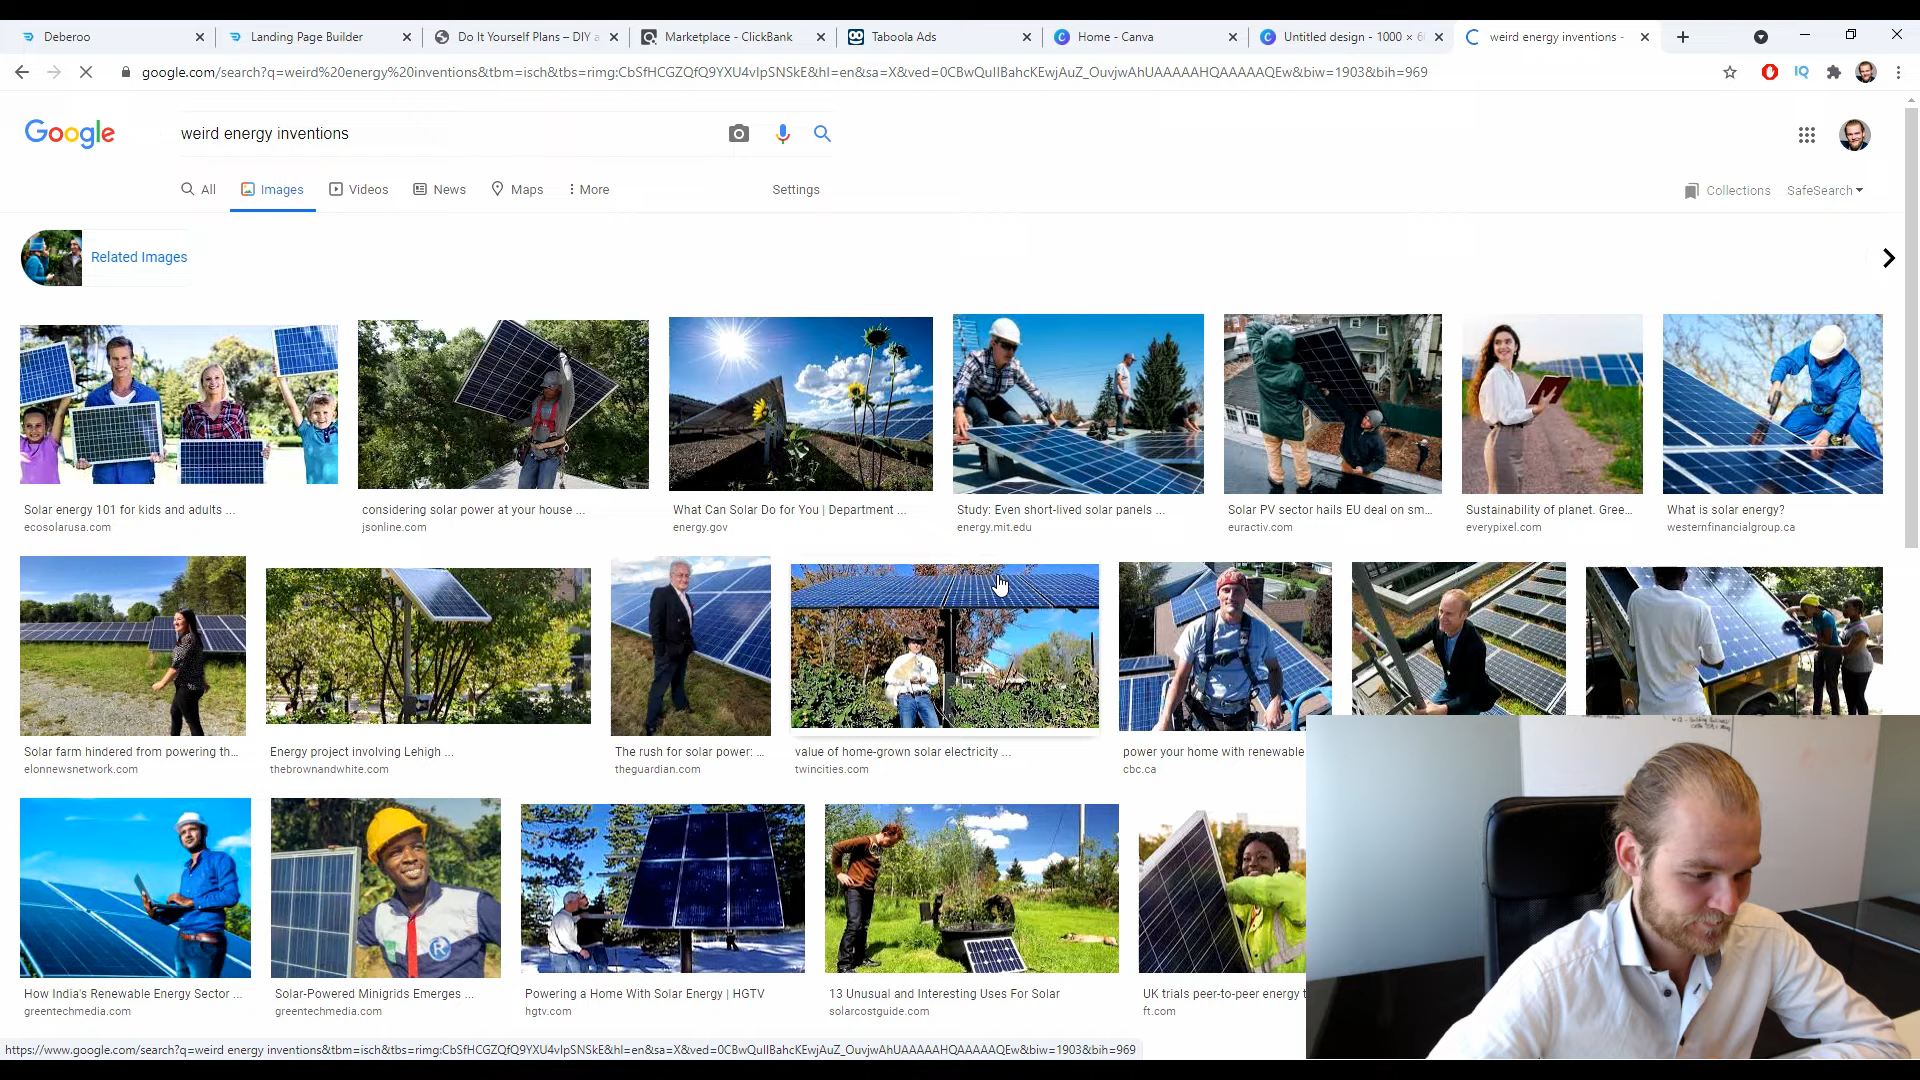 Deberoo
Landing Page Builder
Do It Yourself Plans – DIY a
Marketplace - ClickBank
Taboola Ads
Home - Canva
Untitled design - 1000 × 6
weird energy inventions -
google.com/search?q=weird%20energy%20inventions&tbm=isch&tbs=rimg:CbSfHCGZQfQ9YXU4vIpSNSkE&hl=en&sa=X&ved=0CBwQuIIBahcKEwjAuZ_OuvjwAhUAAAAAHQAAAAAQEw&biw=1903&bih=969
IQ
Google
weird energy inventions
All
Images
Videos
News
Maps
More
Settings
Collections
SafeSearch
Related Images
Solar energy 101 for kids and adults ...
ecosolarusa.com
considering solar power at your house ...
jsonline.com
What Can Solar Do for You | Department ...
energy.gov
Study: Even short-lived solar panels ...
energy.mit.edu
Solar PV sector hails EU deal on sm...
euractiv.com
Sustainability of planet. Gree...
everypixel.com
What is solar energy?
westernfinancialgroup.ca
Solar farm hindered from powering th...
elonnewsnetwork.com
Energy project involving Lehigh ...
thebrownandwhite.com
The rush for solar power: ...
theguardian.com
value of home-grown solar electricity ...
twincities.com
power your home with renewable
cbc.ca
How India's Renewable Energy Sector ...
greentechmedia.com
Solar-Powered Minigrids Emerges ...
greentechmedia.com
Powering a Home With Solar Energy | HGTV
hgtv.com
13 Unusual and Interesting Uses For Solar
solarcostguide.com
UK trials peer-to-peer energy t
ft.com
https://www.google.com/search?q=weird energy inventions&tbm=isch&tbs=rimg:CbSfHCGZQfQ9YXU4vIpSNSkE&hl=en&sa=X&ved=0CBwQuIIBahcKEwjAuZ_OuvjwAhUAAAAAHQAAAAAQEw&biw=1903&bih=969